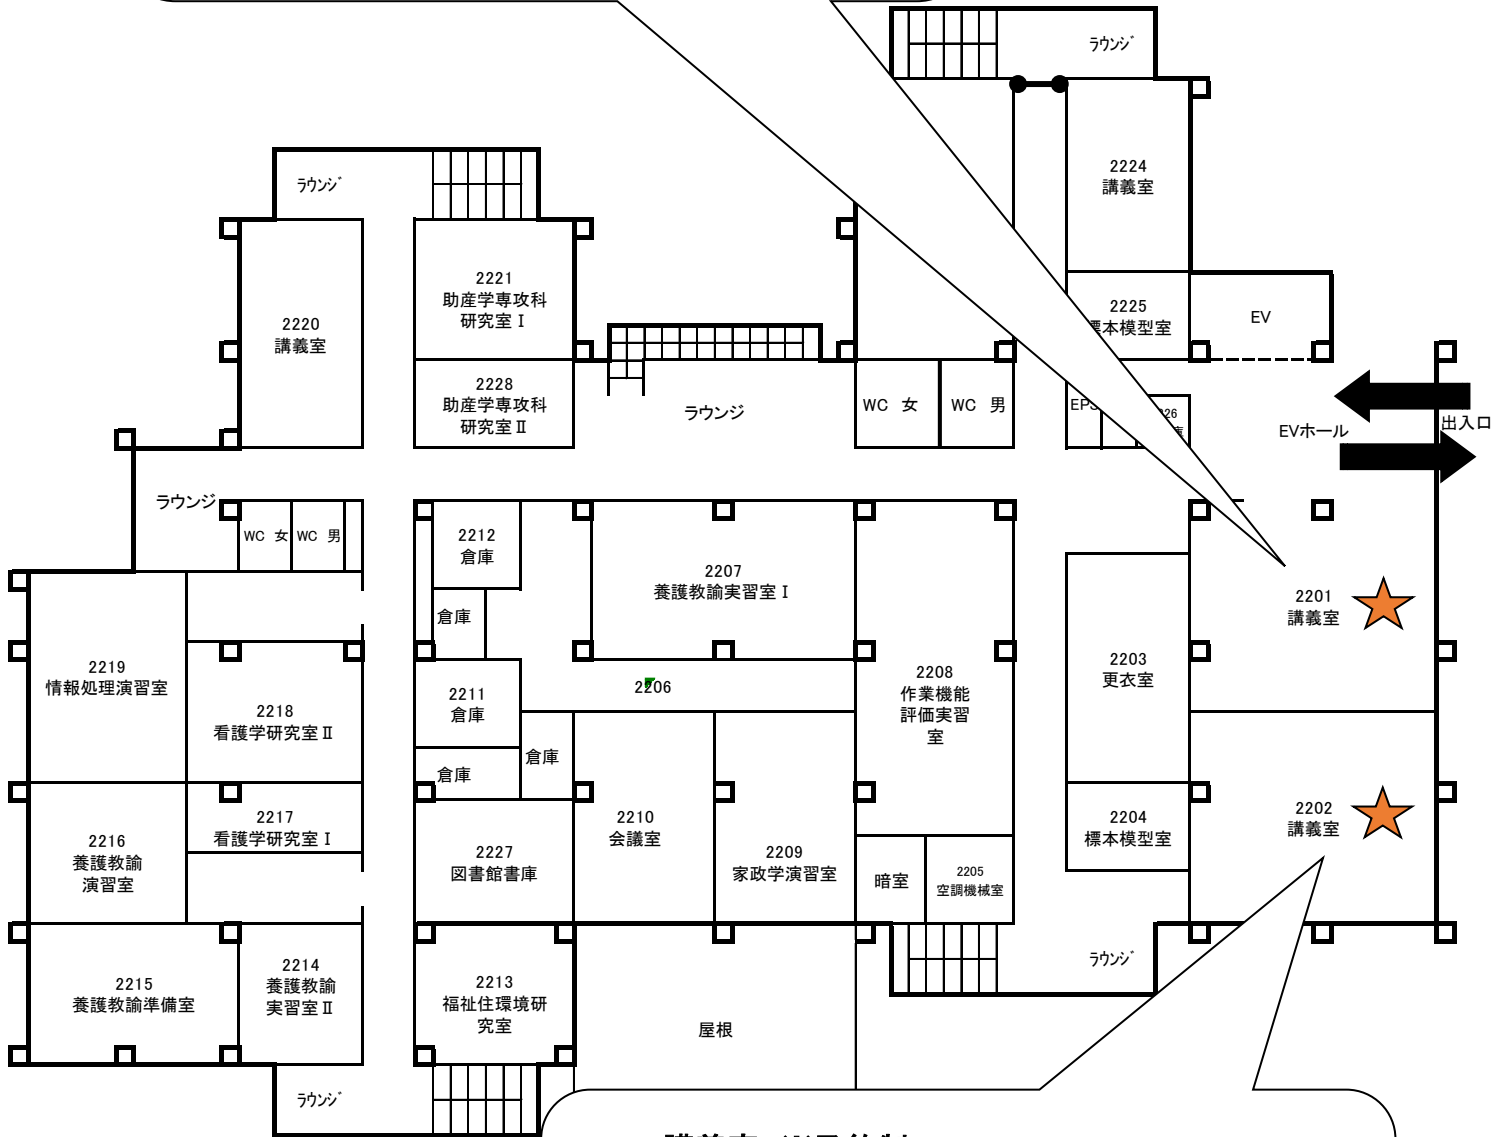 ラウンジ
2224
講義室
ラウンジ
2221
助産学専攻科
研究室Ⅰ
2220
講義室
2225
標本模型室
EV
2228
助産学専攻科
研究室Ⅱ
ラウンジ
WC 女
WC 男
EVホール
出入口
ラウンジ
WC 女
WC 男
2212
倉庫
2207
養護教諭実習室Ⅰ
倉庫
2201
講義室
2219
情報処理演習室
2206
2208
作業機能
評価実習
室
2203
更衣室
2218
看護学研究室Ⅱ
2211
倉庫
倉庫
倉庫
2217
看護学研究室Ⅰ
2216
養護教諭
演習室
2210
会議室
2204
標本模型室
2202
講義室
2227
図書館書庫
2209
家政学演習室
暗室
2205
空調機械室
ラウンジ
2215
養護教諭準備室
2214
養護教諭
実習室Ⅱ
2213
福祉住環境研
究室
屋根
ラウンジ